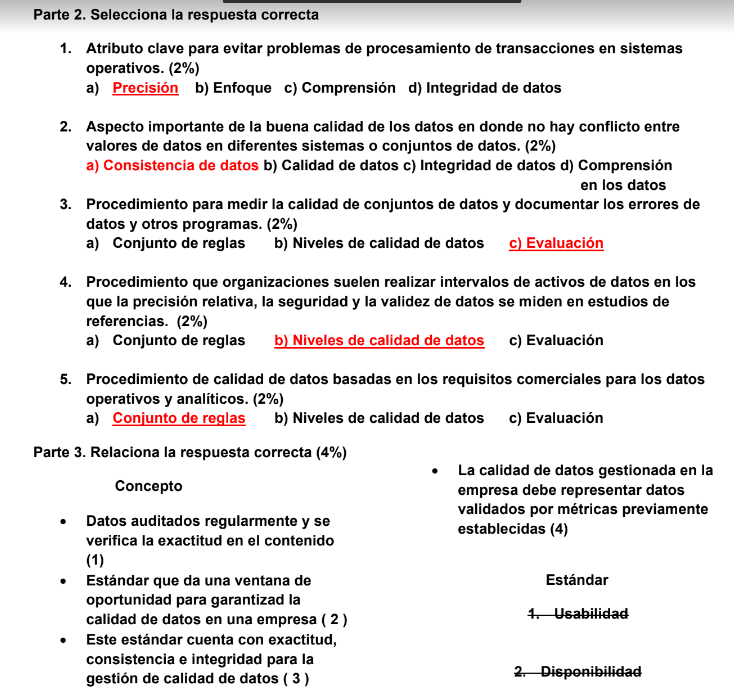 Parte 2. Selecciona la respuesta correcta
1. Atributo clave para evitar problemas de procesamiento de transacciones en sistemas
operativos. (2%)
a) Precisión b) Enfoque c) Comprensión d) Integridad de datos
2. Aspecto importante de la buena calidad de los datos en donde no hay conflicto entre
valores de datos en diferentes sistemas o conjuntos de datos. (2%)
a) Consistencia de datos b) Calidad de datos c) Integridad de datos d) Comprensión
en los datos
3. Procedimiento para medir la calidad de conjuntos de datos y documentar los errores de
datos y otros programas. (2%)
a) Conjunto de reglas b) Niveles de calidad de datos c) Evaluación
4. Procedimiento que organizaciones suelen realizar intervalos de activos de datos en los
que la precisión relativa, la seguridad y la validez de datos se miden en estudios de
referencias. (2%)
a) Conjunto de reglas b) Niveles de calidad de datos c) Evaluación
5. Procedimiento de calidad de datos basadas en los requisitos comerciales para los datos
operativos y analíticos. (2%)
a) Conjunto de reglas b) Niveles de calidad de datos c) Evaluación
Parte 3. Relaciona la respuesta correcta (4%)
Concepto
• Datos auditados regularmente y se
verifica la exactitud en el contenido
(1)
• Estándar que da una ventana de
oportunidad para garantizad la
calidad de datos en una empresa ( 2 )
• Este estándar cuenta con exactitud,
consistencia e integridad para la
gestión de calidad de datos ( 3 )
• La calidad de datos gestionada en la
empresa debe representar datos
validados por métricas previamente
establecidas (4)
Estándar
1. Usabilidad
2. Disponibilidad